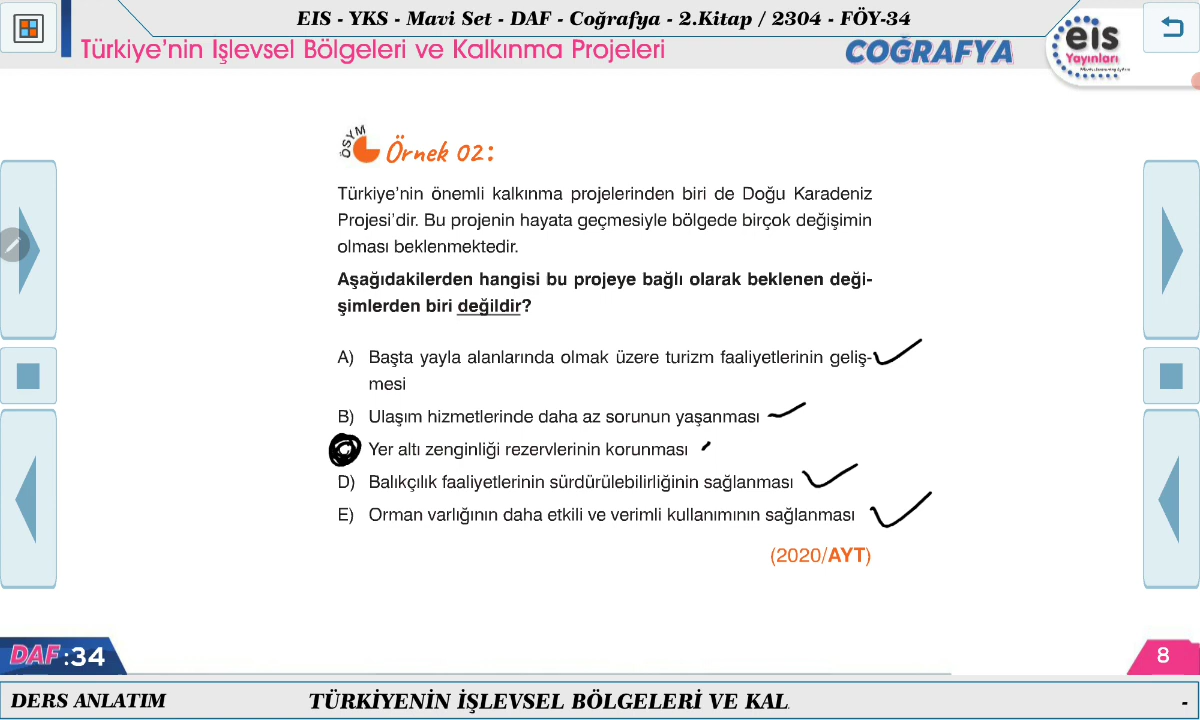 EIS - YKS - Mavi Set - DAF - Coğrafya - 2.Kitap / 2304 - FÖY-34
Türkiye’nin İşlevsel Bölgeleri ve Kalkınma Projeleri
COĞRAFYA
eis
Yayınları
ÖSYM
Örnek 02:
Türkiye’nin önemli kalkınma projelerinden biri de Doğu Karadeniz
Projesi’dir. Bu projenin hayata geçmesiyle bölgede birçok değişimin
olması beklenmektedir.
Aşağıdakilerden hangisi bu projeye bağlı olarak beklenen deği-
şimlerden biri değildir?
A) Başta yayla alanlarında olmak üzere turizm faaliyetlerinin geliş-
mesi
B) Ulaşım hizmetlerinde daha az sorunun yaşanması
Yer altı zenginliği rezervlerinin korunması
D) Balıkçılık faaliyetlerinin sürdürülebilirliğinin sağlanması
E) Orman varlığının daha etkili ve verimli kullanımının sağlanması
(2020/AYT)
DAF:34
8
DERS ANLATIM
TÜRKİYENİN İŞLEVSEL BÖLGELERİ VE KAL
-